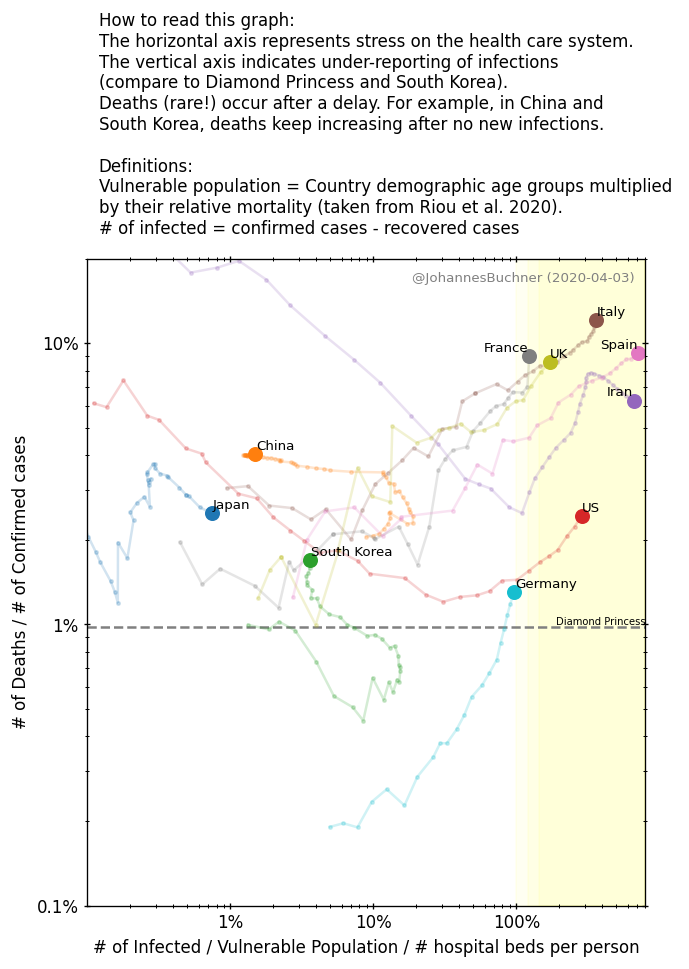 How to read this graph:
The horizontal axis represents stress on the health care system.
The vertical axis indicates under-reporting of infections
(compare to Diamond Princess and South Korea).
Deaths (rare!) occur after a delay. For example, in China and
South Korea, deaths keep increasing after no new infections.
Definitions:
Vulnerable population = Country demographic age groups multiplied
by their relative mortality (taken from Riou et al. 2020).
# of infected = confirmed cases - recovered cases
@JohannesBuchner (2020-04-03)
Italy
Spain
France
UK
Iran
China
Japan
US
South Korea
Germany
Diamond Princess
10%
1%
0.1%
# of Deaths / # of Confirmed cases
1%
10%
100%
# of Infected / Vulnerable Population / # hospital beds per person